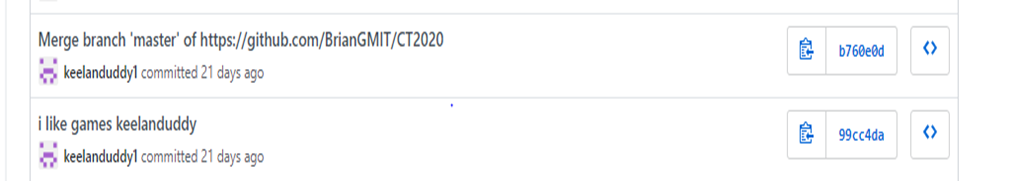 Merge branch 'master' of https://github.com/BrianGMIT/CT2020
b760e0d
keelanduddy1 committed 21 days ago
i like games keelanduddy
99cc4da
keelanduddy1 committed 21 days ago